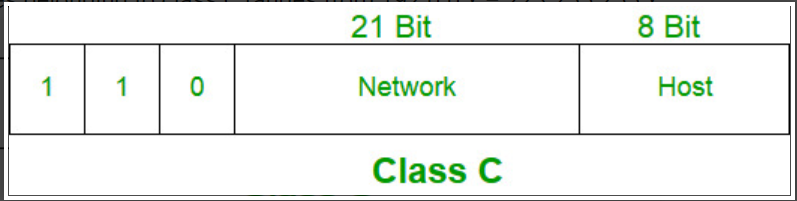 21 Bit 8 Bit
1 1 0 Network Host
Class C